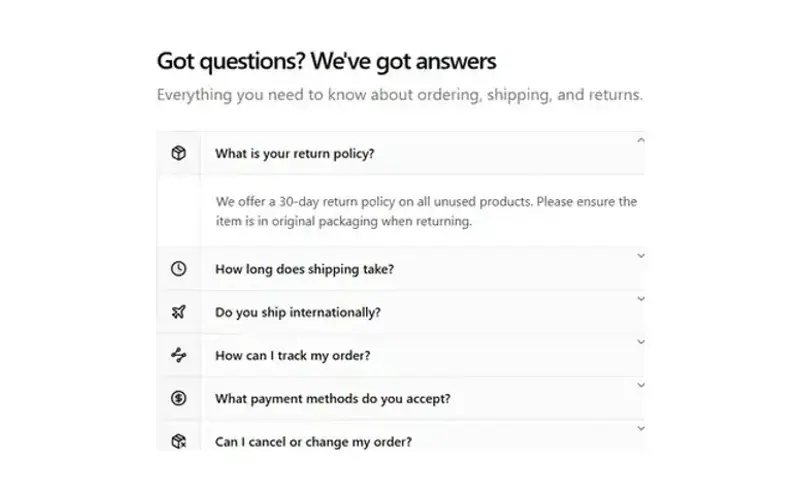 Got questions? We've got answers
Everything you need to know about ordering, shipping, and returns.
What is your return policy?
We offer a 30-day return policy on all unused products. Please ensure the
item is in original packaging when returning.
How long does shipping take?
Do you ship internationally?
How can I track my order?
What payment methods do you accept?
Can I cancel or change my order?